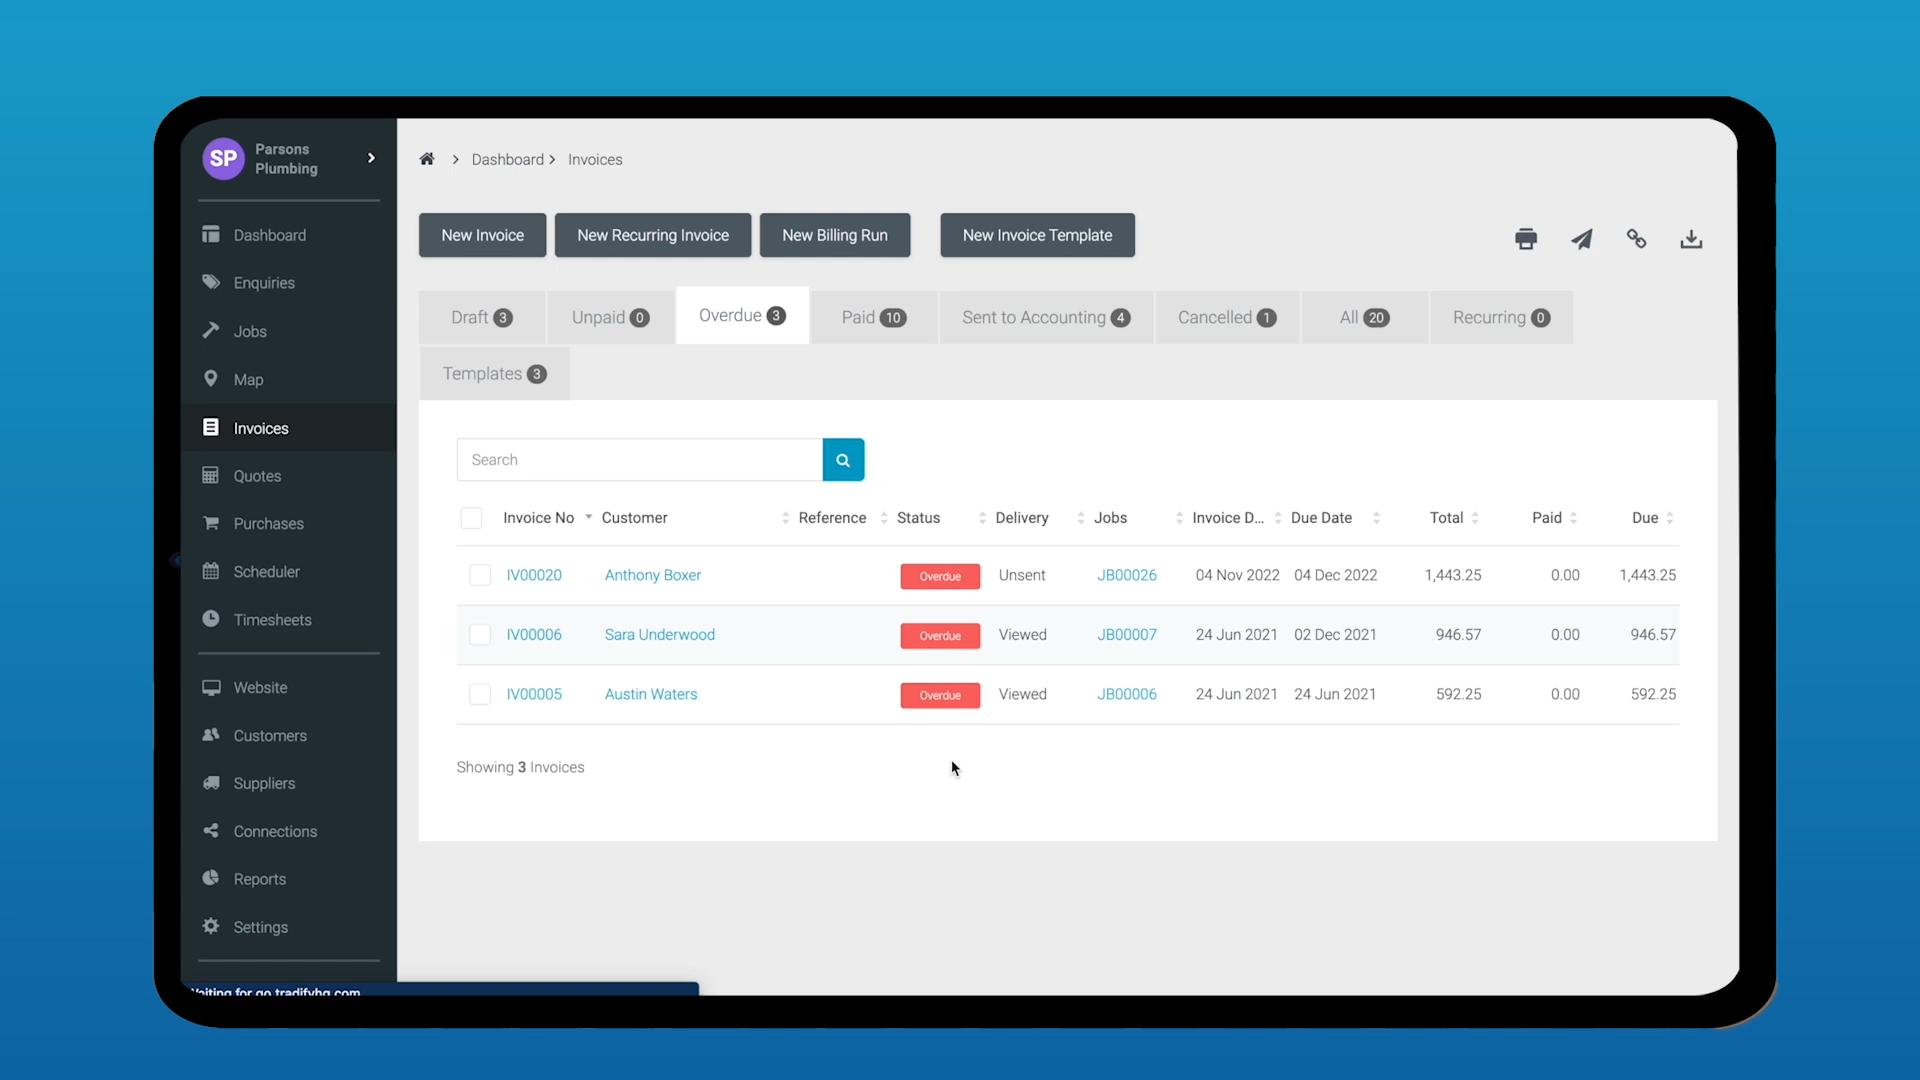 SP
Parsons
Plumbing
Dashboard
Enquiries
Jobs
Map
Invoices
Quotes
Purchases
Scheduler
Timesheets
Website
Customers
Suppliers
Connections
Reports
Settings
Waiting for go.tradifyhq.com
Dashboard Invoices
New Invoice New Recurring Invoice New Billing Run New Invoice Template
Draft 3 Unpaid 0 Overdue 3 Paid 10 Sent to Accounting 4 Cancelled 1 All 20 Recurring 0
Templates 3
Search
Invoice No Customer Reference Status Delivery Jobs Invoice D... Due Date Total Paid Due
IV00020 Anthony Boxer Overdue Unsent JB00026 04 Nov 2022 04 Dec 2022 1,443.25 0.00 1,443.25
IV00006 Sara Underwood Overdue Viewed JB00007 24 Jun 2021 02 Dec 2021 946.57 0.00 946.57
IV00005 Austin Waters Overdue Viewed JB00006 24 Jun 2021 24 Jun 2021 592.25 0.00 592.25
Showing 3 Invoices